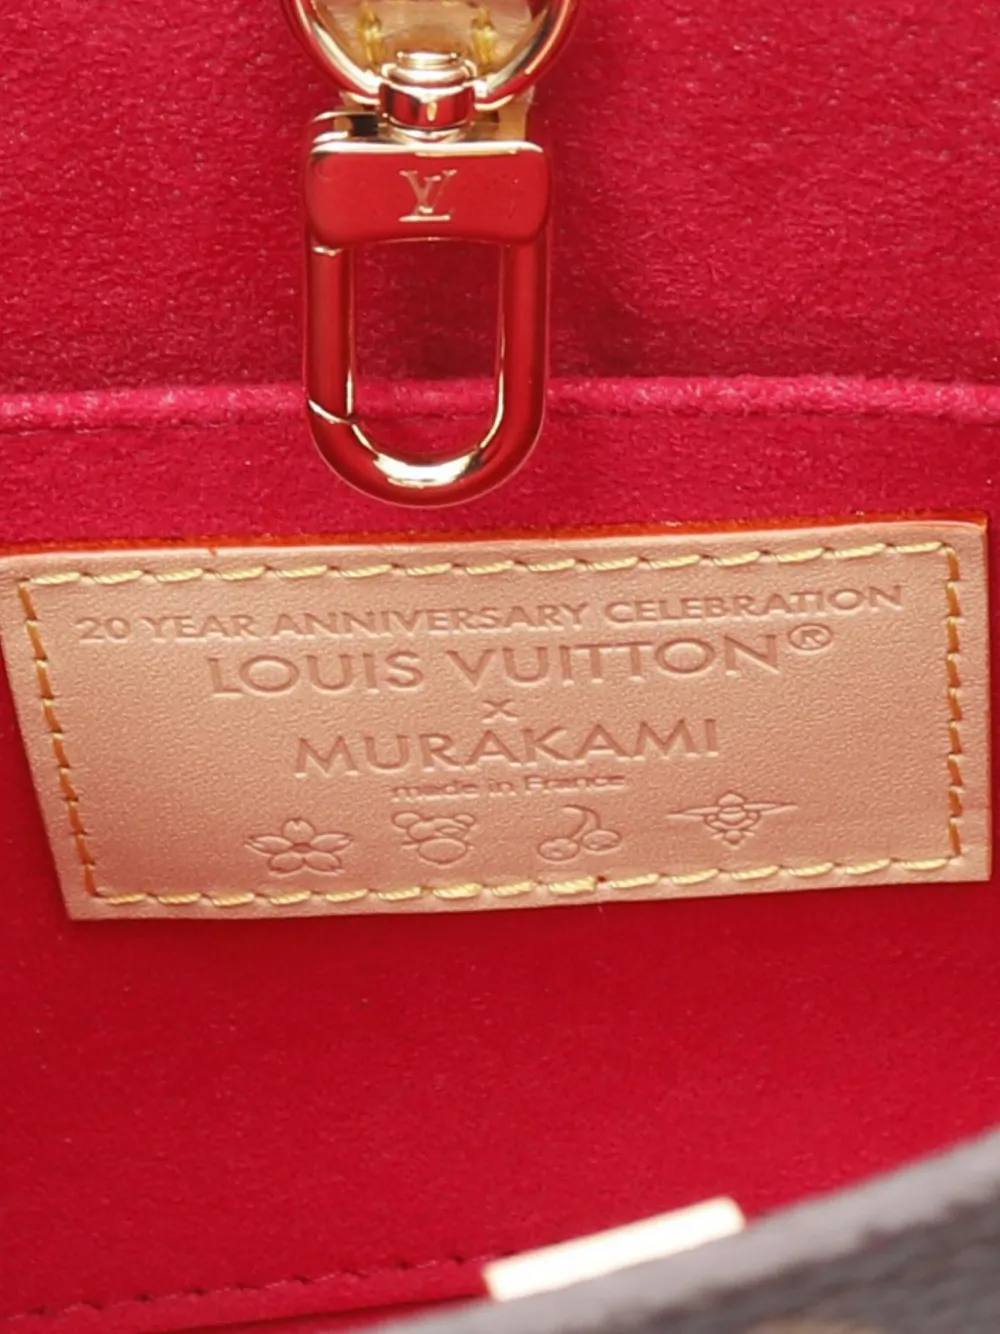 LV
20 YEAR ANNIVERSARY CELEBRATION
LOUIS VUITTON®
×
MURAKAMI
made in France